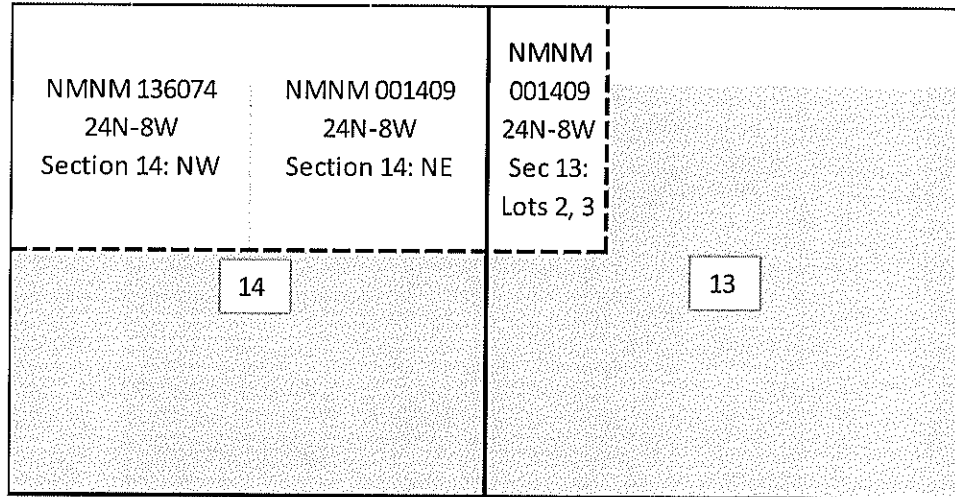 NMNM 136074
24N-8W
Section 14: NW
NMNM 001409
24N-8W
Section 14: NE
NMNM
001409
24N-8W
Sec 13:
Lots 2, 3
14
13